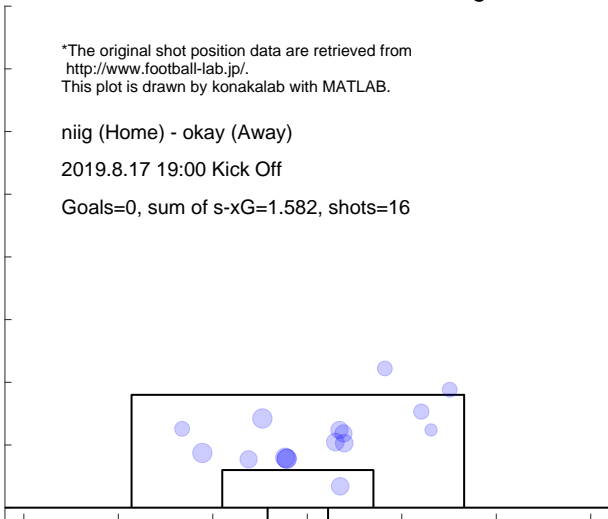 *The original shot position data are retrieved from
http://www.football-lab.jp/.
This plot is drawn by konakalab with MATLAB.
niig (Home) - okay (Away)
2019.8.17 19:00 Kick Off
Goals=0, sum of s-xG=1.582, shots=16